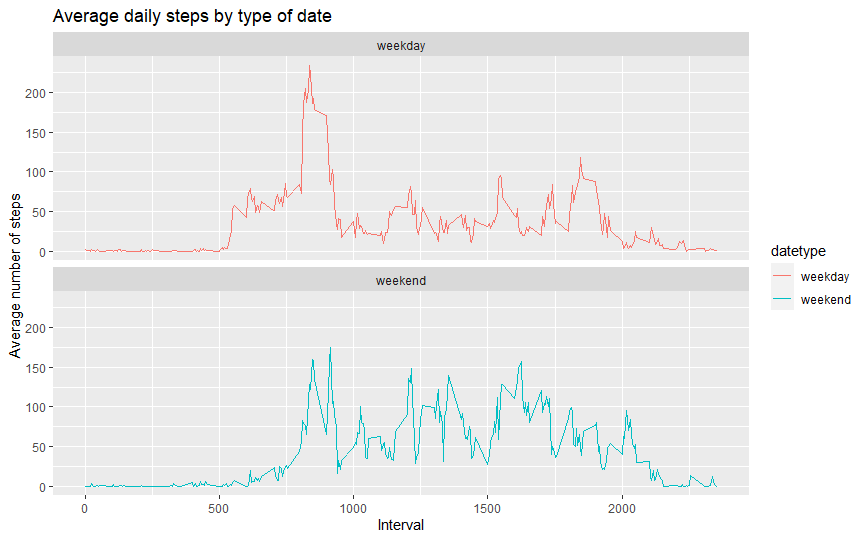 Average daily steps by type of date
weekday
200
150
100
50
0
weekend
200
150
100
50
0
0 500 1000 1500 2000
Interval
Average number of steps
datetype
weekday
weekend